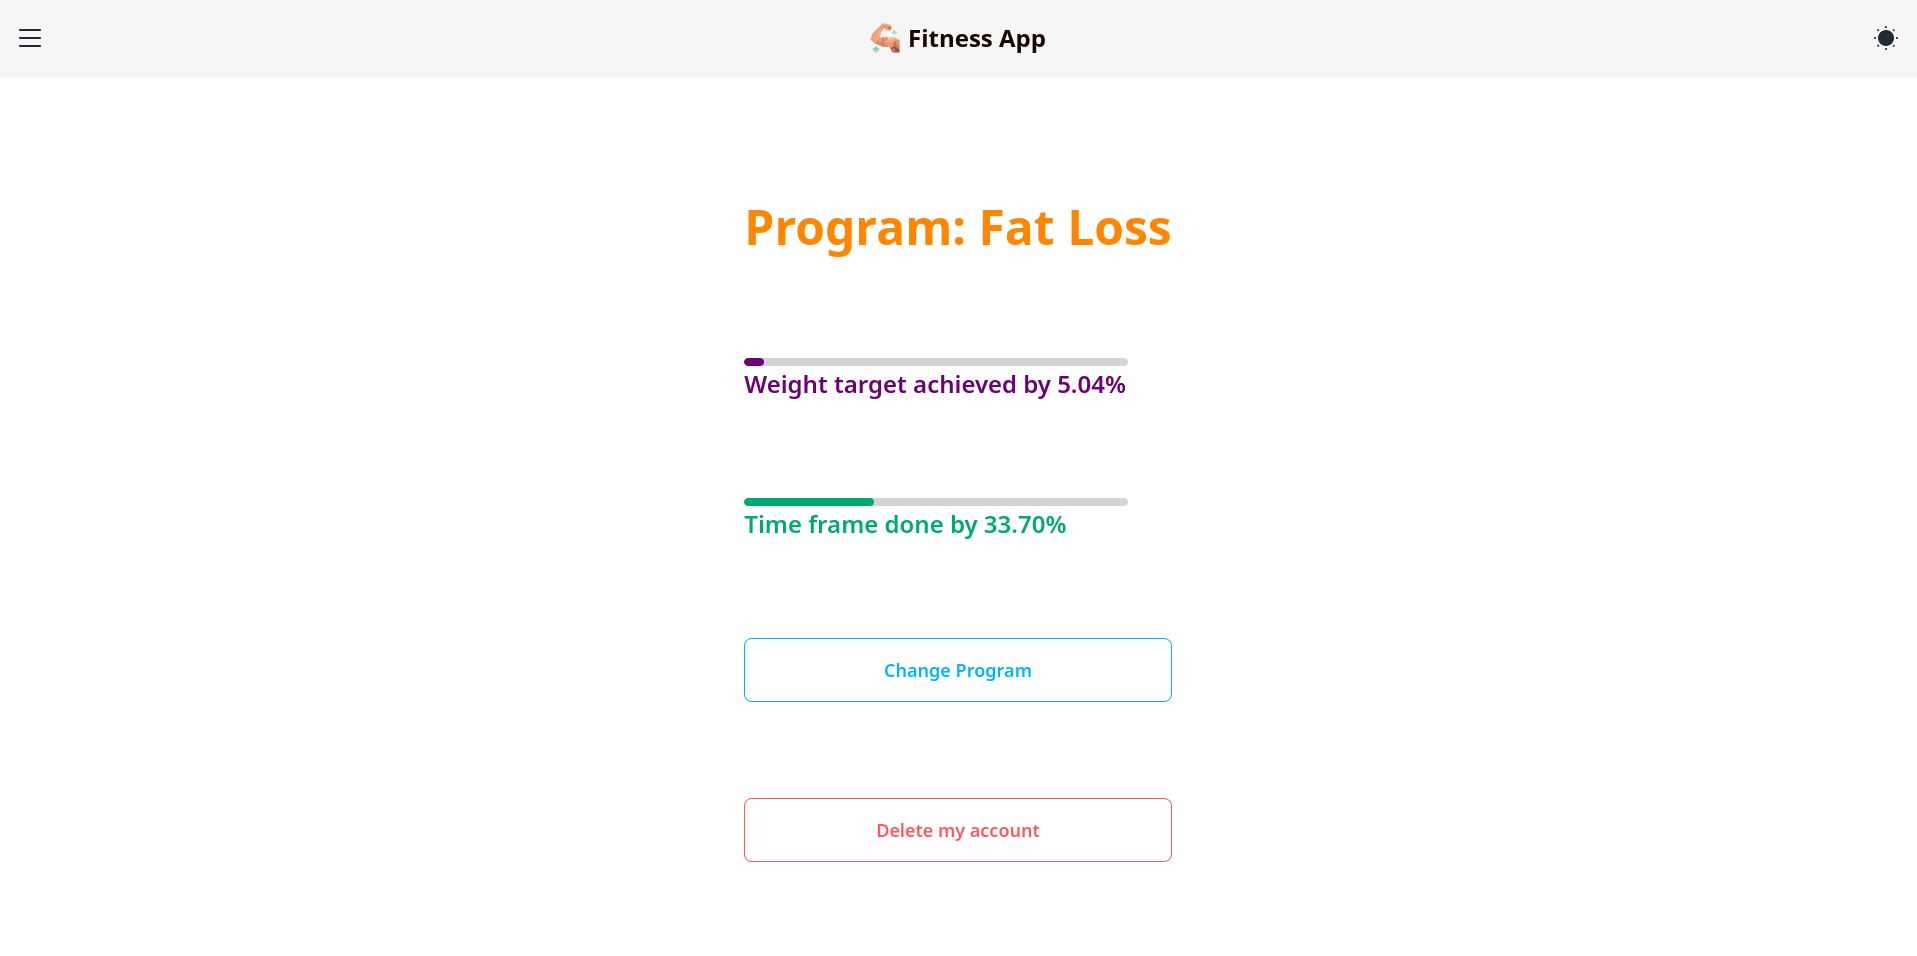 Fitness App
Program: Fat Loss
Weight target achieved by 5.04%
Time frame done by 33.70%
Change Program
Delete my account